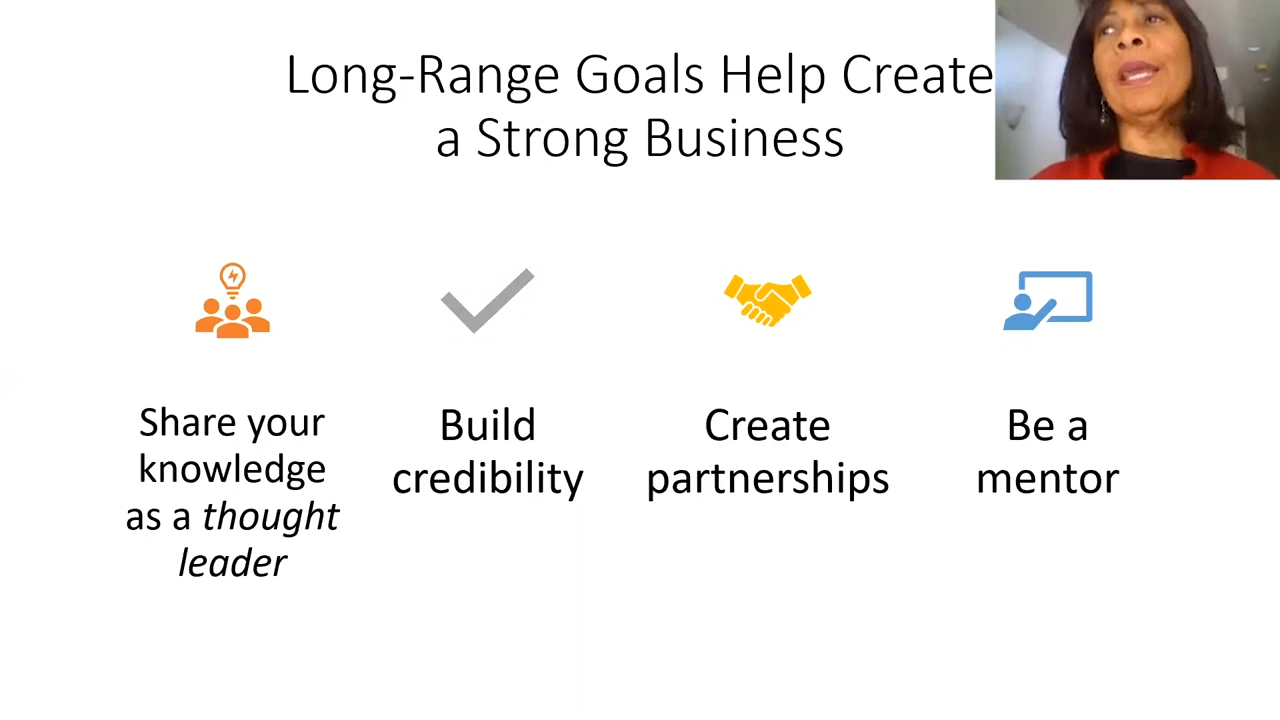 Long-Range Goals Help Create
a Strong Business
Share your
knowledge
as a thought
leader
Build
credibility
Create
partnerships
Be a
mentor